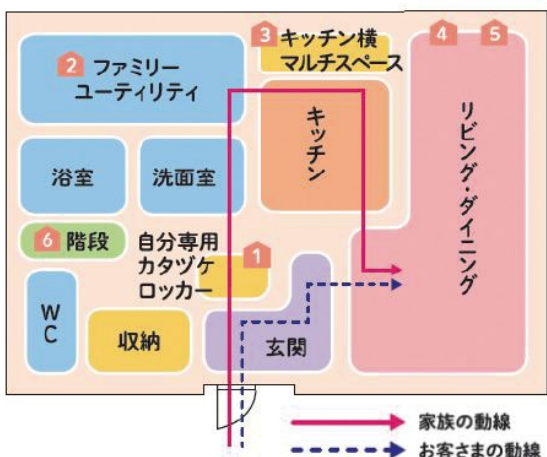 3 キッチン横
マルチスペース
4 5
2 ファミリー
ユーティリティ
キッチン
リビング・ダイニング
浴室
洗面室
6 階段
自分専用
カタヅケ
ロッカー
1
WC
収納
玄関
家族の動線
お客さまの動線